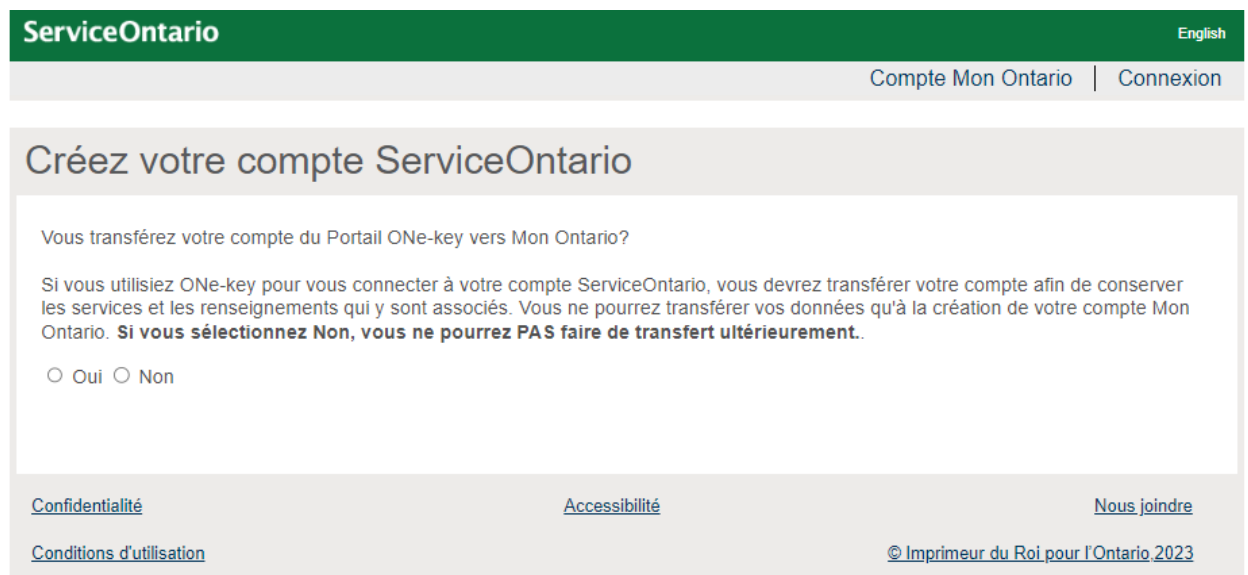 ServiceOntario
English
Compte Mon Ontario | Connexion
Créez votre compte ServiceOntario
Vous transférez votre compte du Portail ONe-key vers Mon Ontario?
Si vous utilisiez ONe-key pour vous connecter à votre compte ServiceOntario, vous devrez transférer votre compte afin de conserver
les services et les renseignements qui y sont associés. Vous ne pourrez transférer vos données qu'à la création de votre compte Mon
Ontario. Si vous sélectionnez Non, vous ne pourrez PAS faire de transfert ultérieurement..
Oui Non
Confidentialité Accessibilité Nous joindre
Conditions d'utilisation © Imprimeur du Roi pour l'Ontario,2023